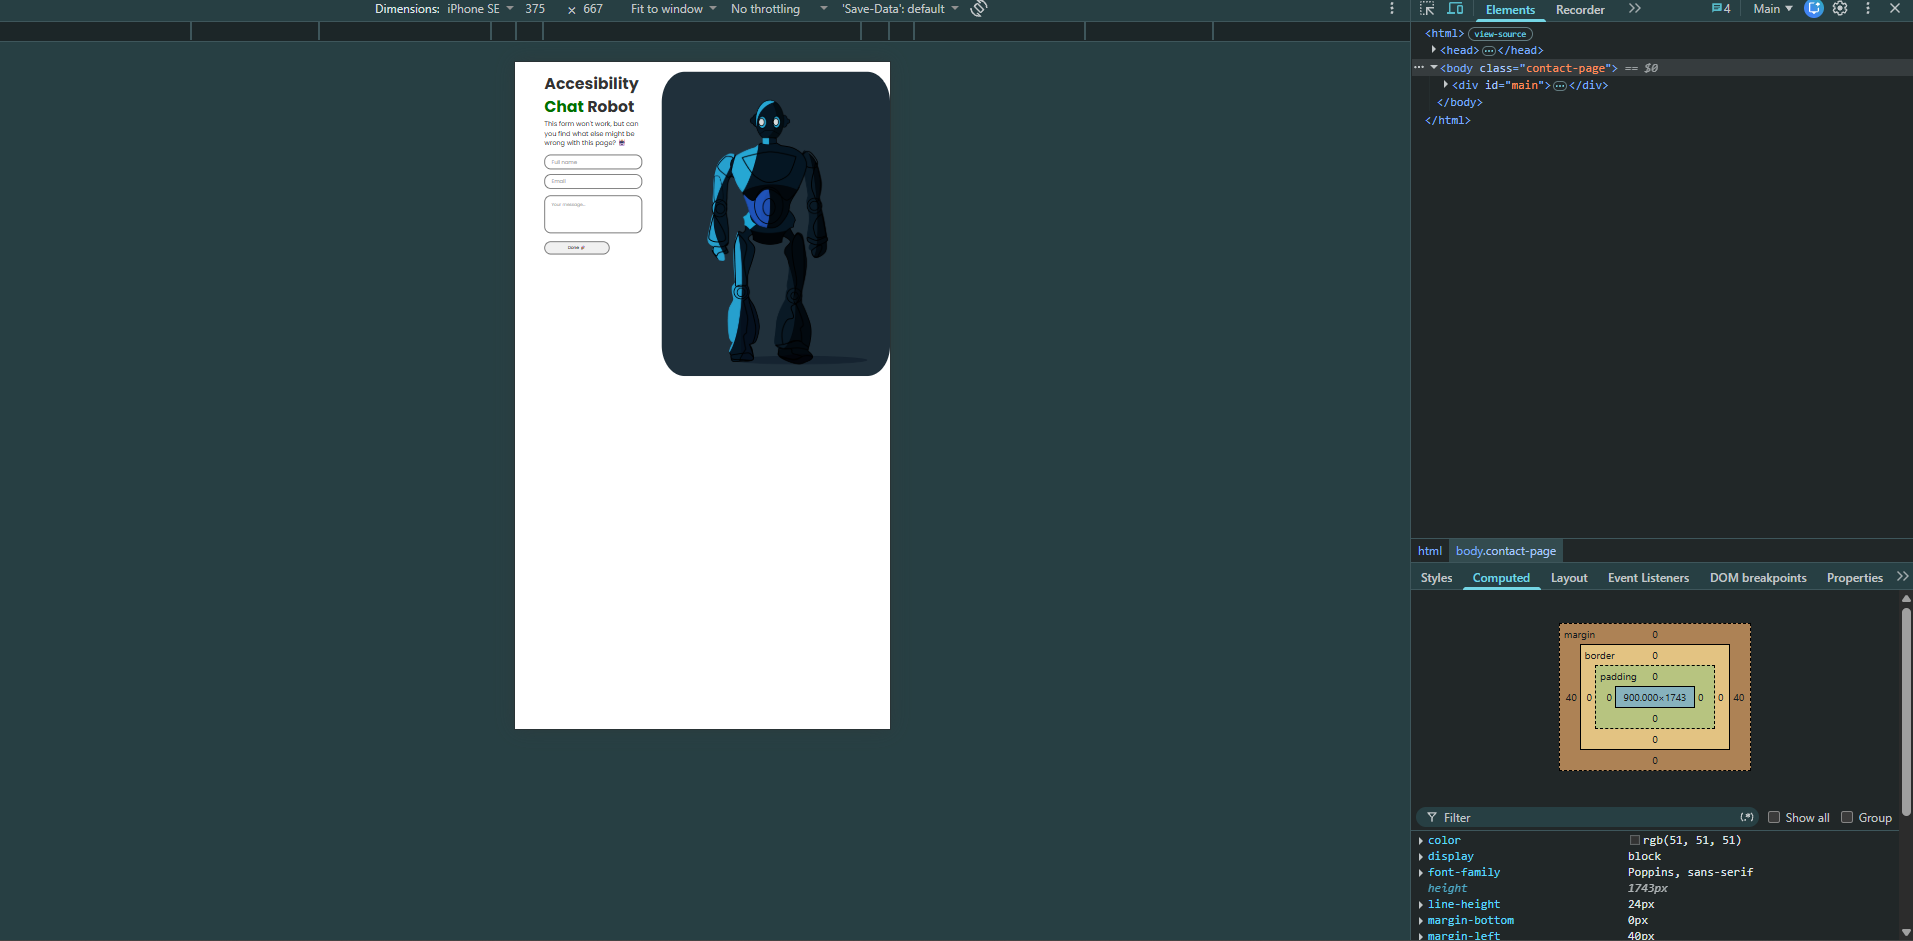 Dimensions: iPhone SE 375 × 667 Fit to window No throttling 'Save-Data': default
Elements Recorder 4 Main
<html> view-source
<head> ⋯ </head>
⋯ <body class="contact-page"> == $0
<div id="main"> ⋯ </div>
</body>
</html>
Accesibility
Chat Robot
This form won't work, but can
you find what else might be
wrong with this page?
Full name
Email
Your message...
Done
html body.contact-page
Styles Computed Layout Event Listeners DOM breakpoints Properties
margin 0
border 0
padding 0
40 0 0 900.000×1743 0 0 40
0
0
0
Filter (.*) Show all Group
color rgb(51, 51, 51)
display block
font-family Poppins, sans-serif
height 1743px
line-height 24px
margin-bottom 0px
margin-left 40px